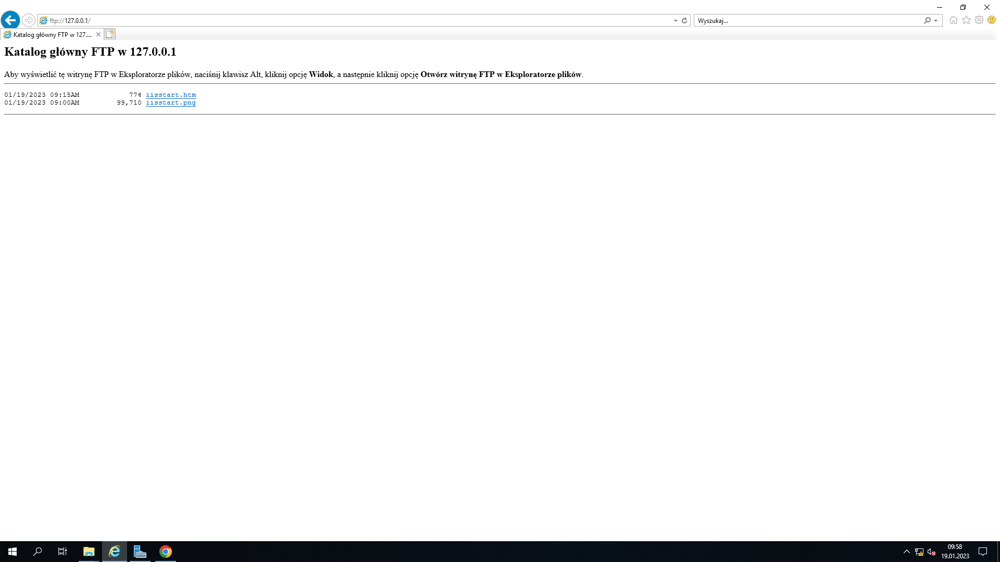 ftp://127.0.0.1/
Wyszukaj...
Katalog główny FTP w 127....
Katalog główny FTP w 127.0.0.1
Aby wyświetlić tę witrynę FTP w Eksploratorze plików, naciśnij klawisz Alt, kliknij opcję Widok, a następnie kliknij opcję Otwórz witrynę FTP w Eksploratorze plików.
01/19/2023 09:15AM 774 iisstart.htm
01/19/2023 09:00AM 99,710 iisstart.png
09:58
19.01.2023